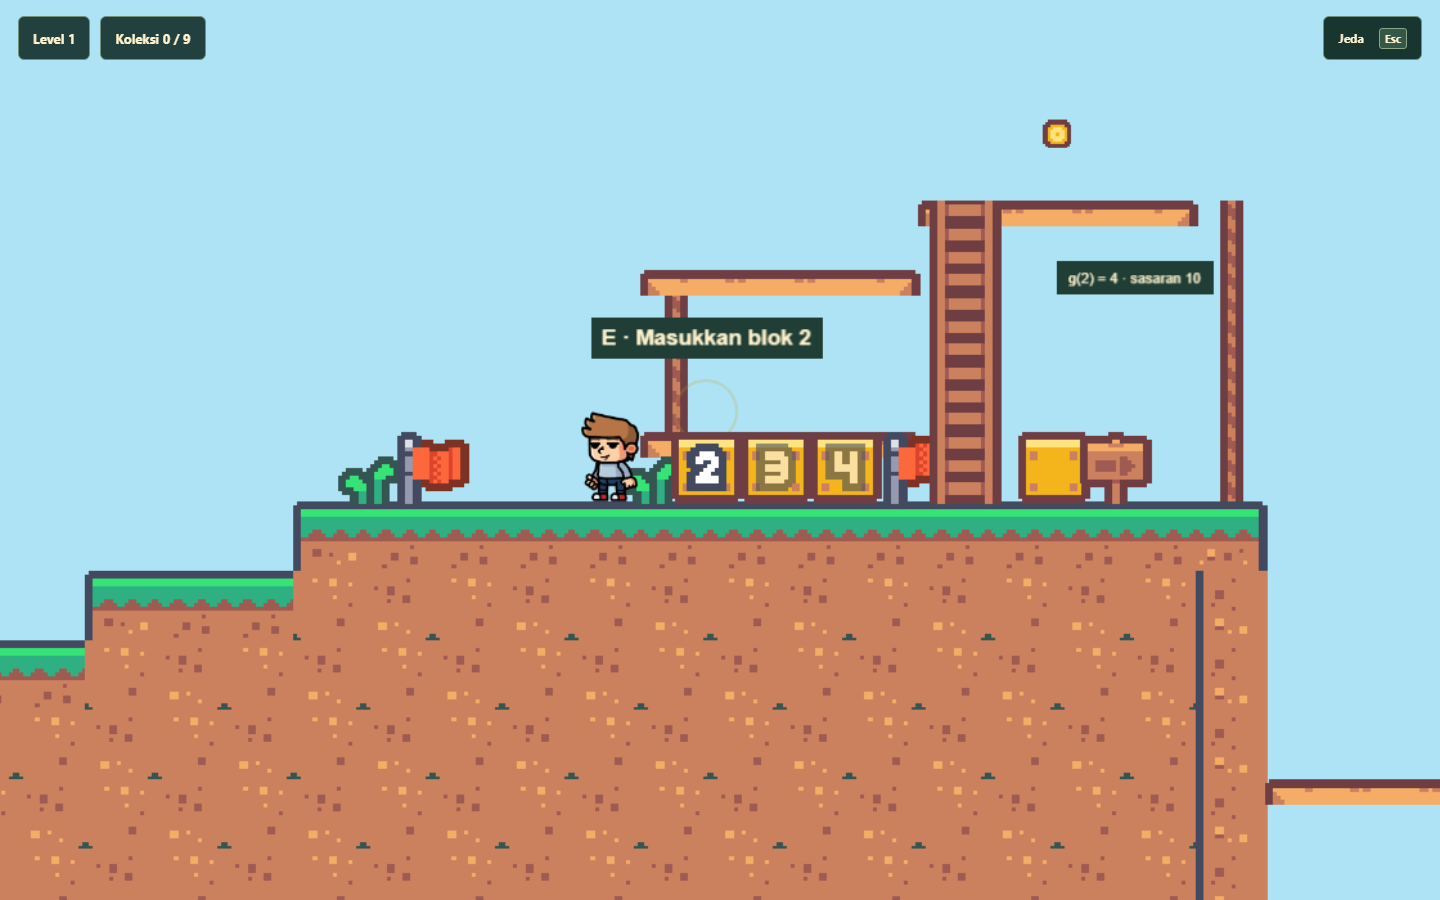 Level 1
Koleksi 0 / 9
Jeda Esc
g(2) = 4 · sasaran 10
E · Masukkan blok 2
2 3 4